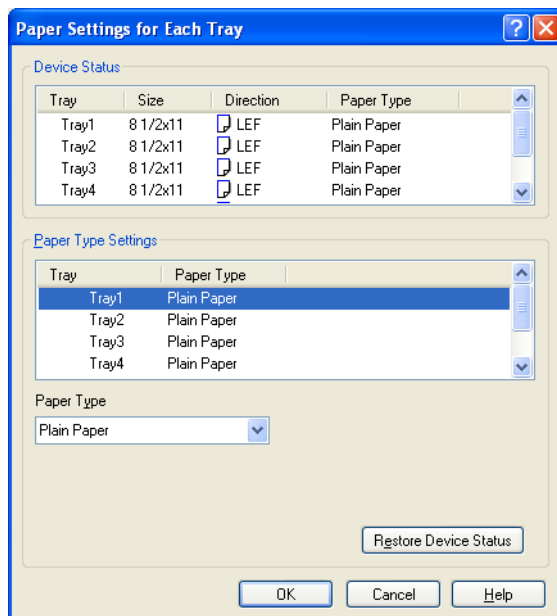 Paper Settings for Each Tray
Device Status
Tray Size Direction Paper Type
Tray1 8 1/2x11 LEF Plain Paper
Tray2 8 1/2x11 LEF Plain Paper
Tray3 8 1/2x11 LEF Plain Paper
Tray4 8 1/2x11 LEF Plain Paper
Paper Type Settings
Tray Paper Type
Tray1 Plain Paper
Tray2 Plain Paper
Tray3 Plain Paper
Tray4 Plain Paper
Paper Type
Plain Paper
Restore Device Status
OK Cancel Help